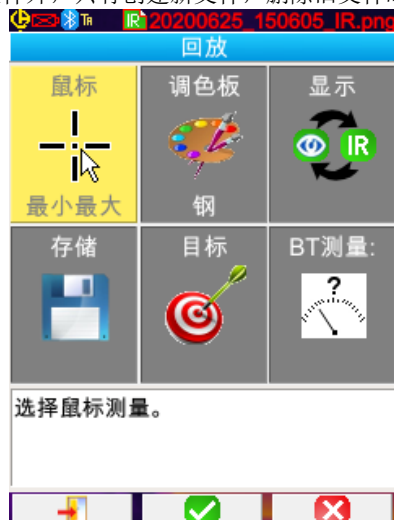 20200625_150605_IR.png
回放
鼠标 调色板 显示
IR
最小最大 钢
存储 目标 BT测量:
?
选择鼠标测量。